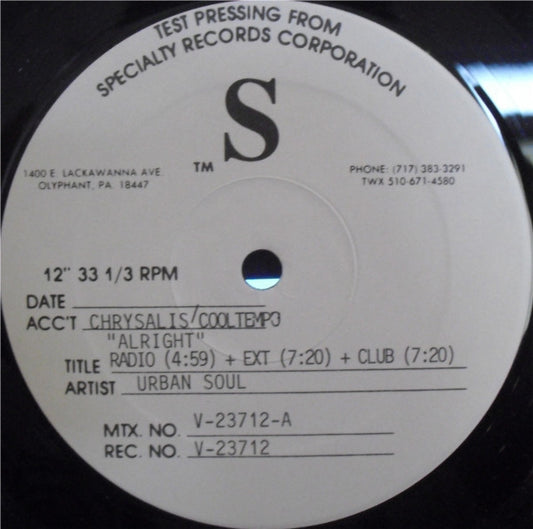 TEST PRESSING FROM
SPECIALTY RECORDS CORPORATION
S
TM
1400 E. LACKAWANNA AVE.
OLYPHANT, PA. 18447
PHONE: (717) 383-3291
TWX 510-671-4580
12" 33 1/3 RPM
DATE
ACC'T CHRYSALIS/COOLTEMPO
"ALRIGHT"
TITLE RADIO (4:59) + EXT (7:20) + CLUB (7:20)
ARTIST URBAN SOUL
MTX. NO. V-23712-A
REC. NO. V-23712